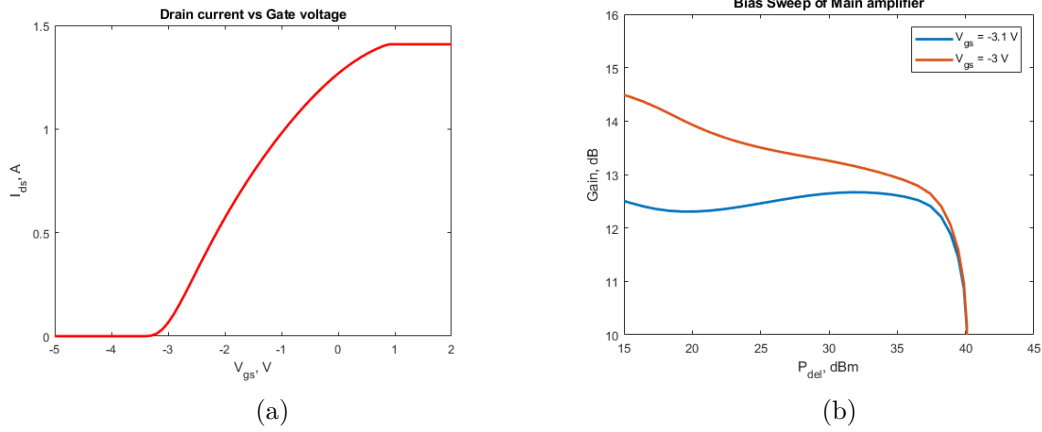 Drain current vs Gate voltage
1.5
1
0.5
0
I_ds, A
-5 -4 -3 -2 -1 0 1 2
V_gs, V
(a)
Bias Sweep of Main amplifier
16
15
14
13
12
11
10
Gain, dB
V_gs = -3.1 V
V_gs = -3 V
15 20 25 30 35 40 45
P_del, dBm
(b)